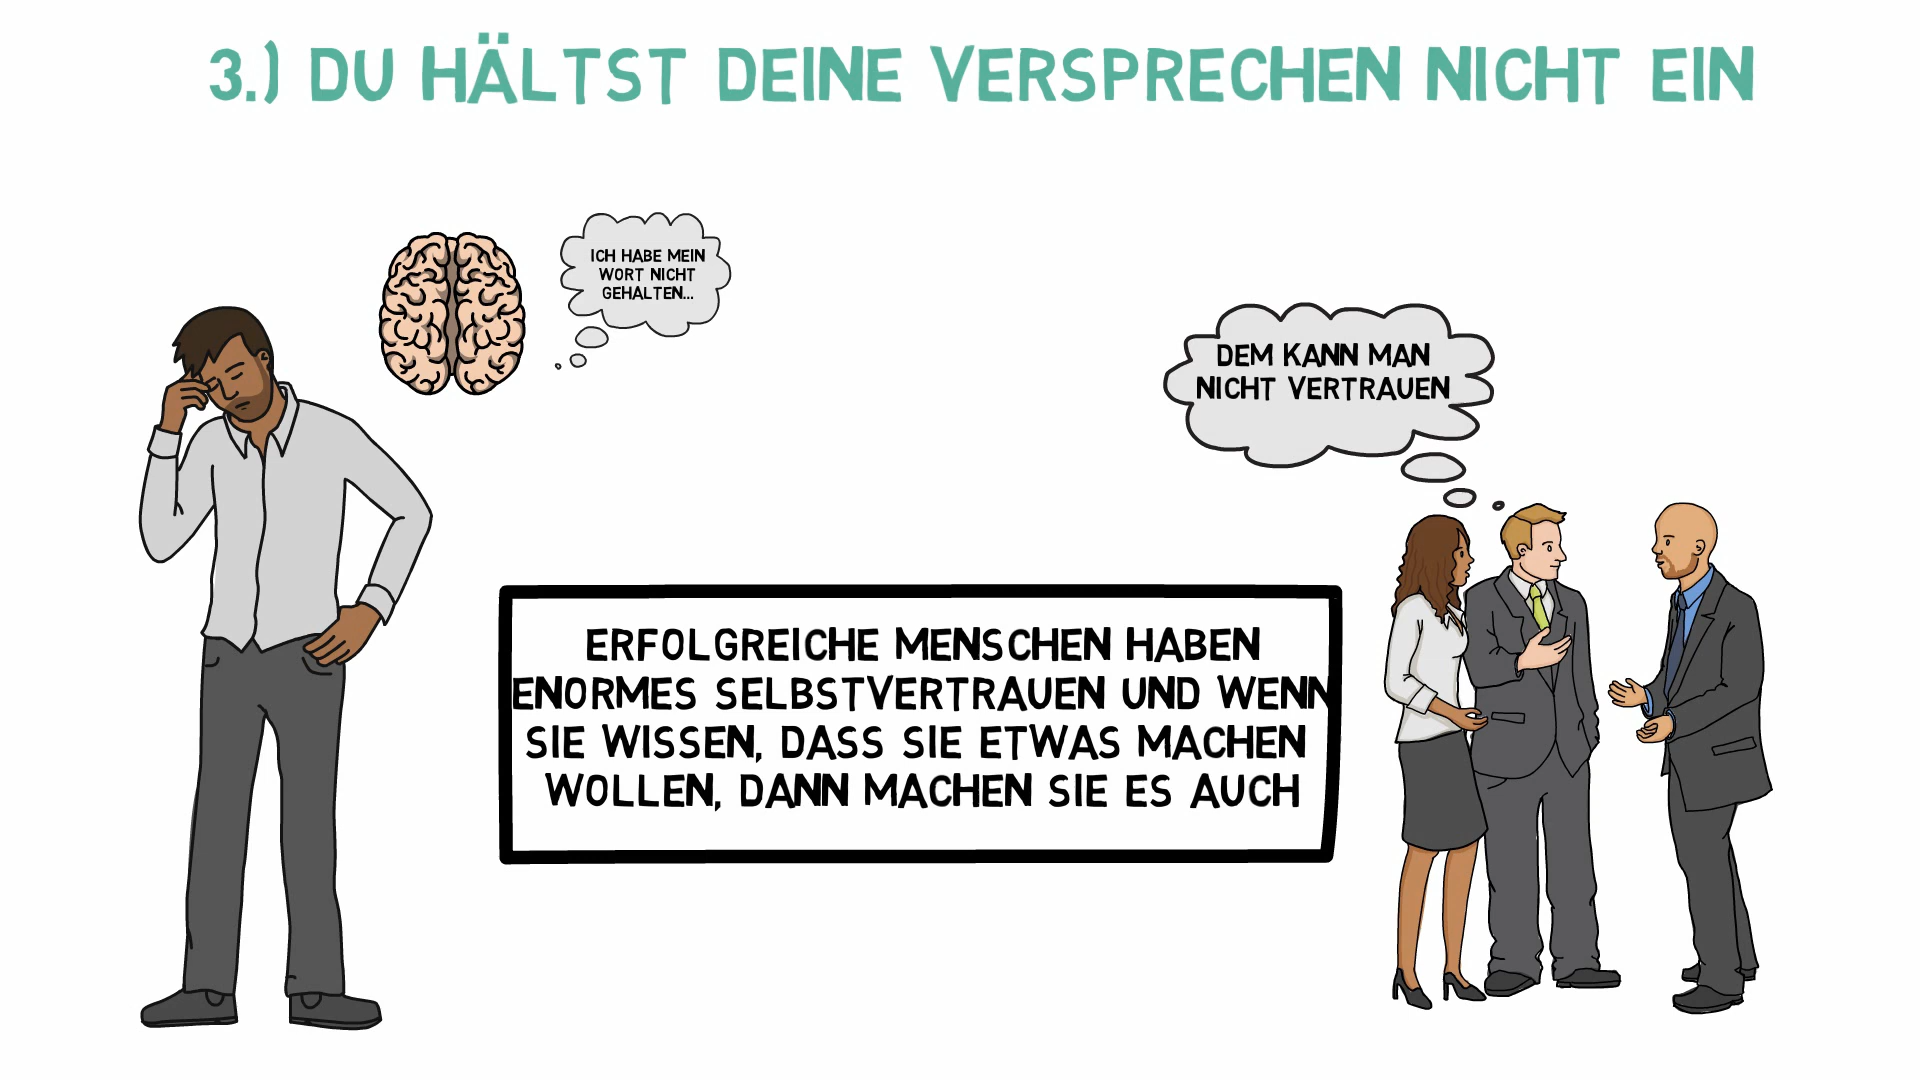 3.) DU HÄLTST DEINE VERSPRECHEN NICHT EIN
ICH HABE MEIN
WORT NICHT
GEHALTEN...
DEM KANN MAN
NICHT VERTRAUEN
ERFOLGREICHE MENSCHEN HABEN
ENORMES SELBSTVERTRAUEN UND WENN
SIE WISSEN, DASS SIE ETWAS MACHEN
WOLLEN, DANN MACHEN SIE ES AUCH